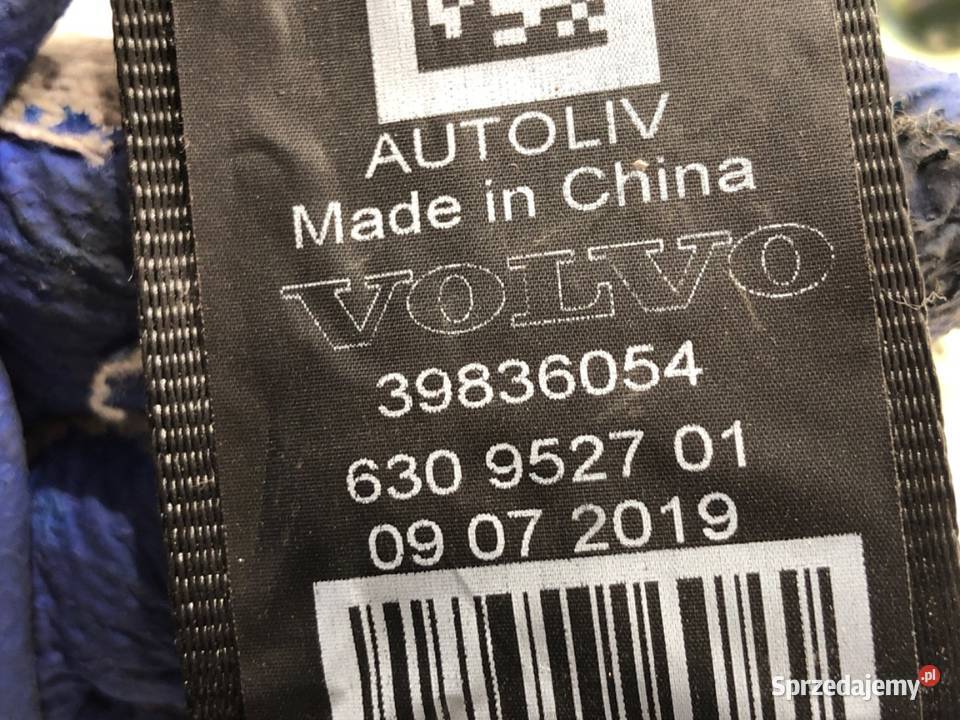 AUTOLIV
Made in China
VOLVO
39836054
630 9527 01
09 07 2019
Sprzedajemy.pl